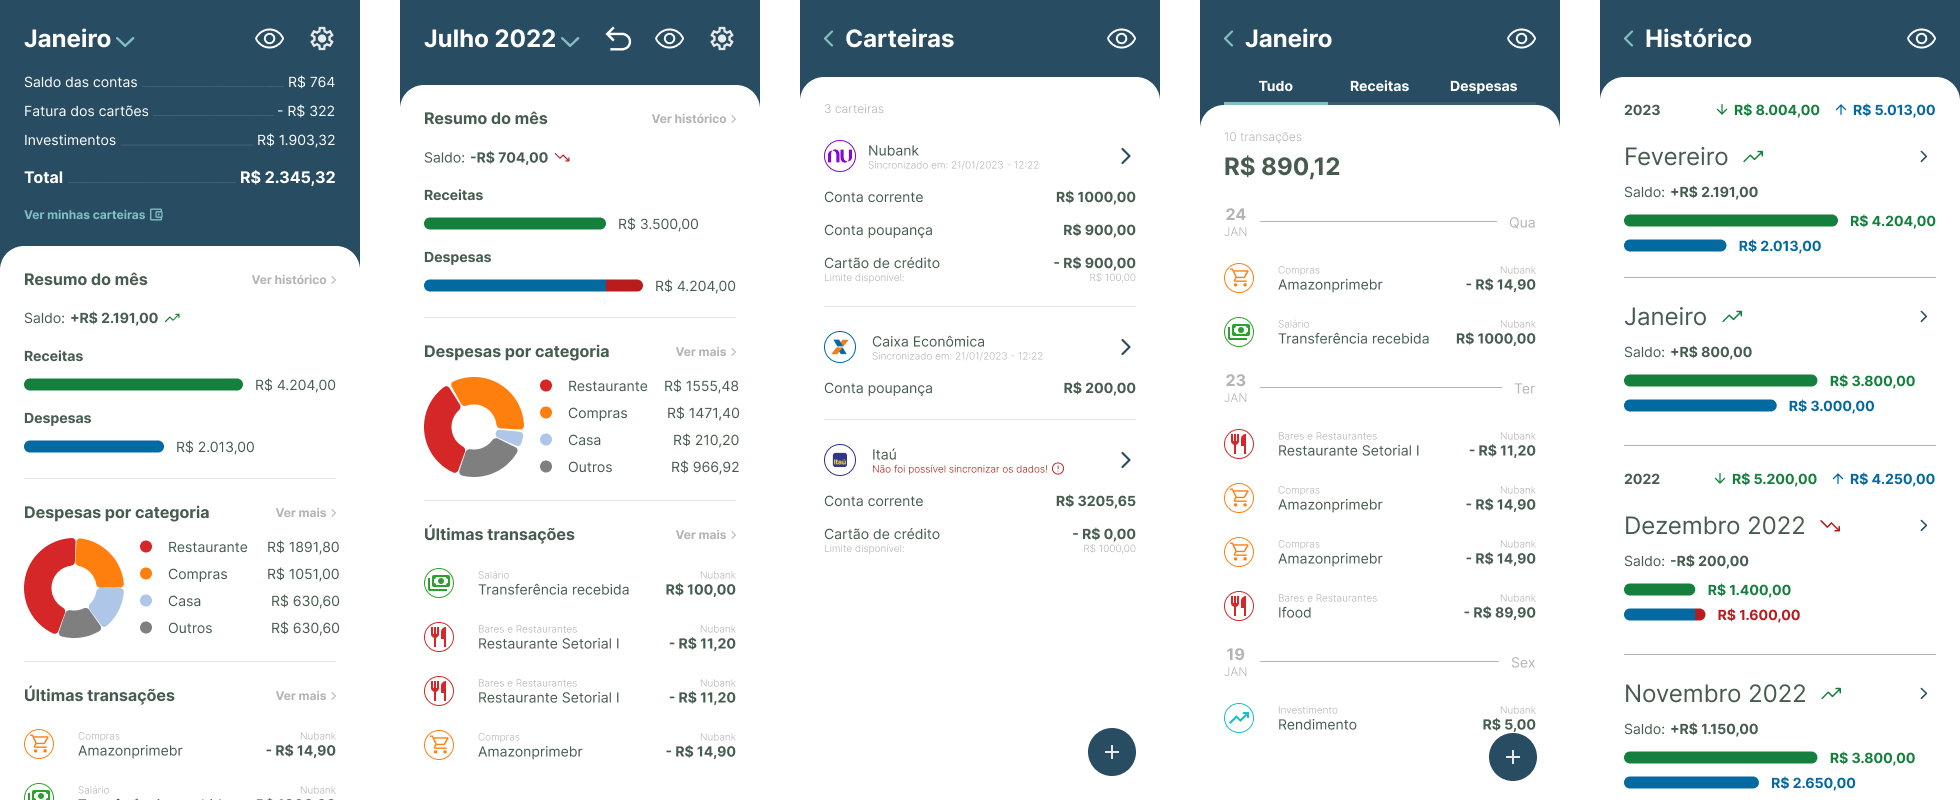 Janeiro
Saldo das contas R$ 764
Fatura dos cartões - R$ 322
Investimentos R$ 1.903,32
Total R$ 2.345,32
Ver minhas carteiras
Resumo do mês Ver histórico
Saldo: +R$ 2.191,00
Receitas
R$ 4.204,00
Despesas
R$ 2.013,00
Despesas por categoria Ver mais
Restaurante R$ 1891,80
Compras R$ 1051,00
Casa R$ 630,60
Outros R$ 630,60
Últimas transações Ver mais
Compras
Amazonprimebr - R$ 14,90
Salário
Julho 2022
Resumo do mês Ver histórico
Saldo: -R$ 704,00
Receitas
R$ 3.500,00
Despesas
R$ 4.204,00
Despesas por categoria Ver mais
Restaurante R$ 1555,48
Compras R$ 1471,40
Casa R$ 210,20
Outros R$ 966,92
Últimas transações Ver mais
Salário Nubank
Transferência recebida R$ 100,00
Bares e Restaurantes Nubank
Restaurante Setorial I - R$ 11,20
Bares e Restaurantes Nubank
Restaurante Setorial I - R$ 11,20
Compras Nubank
Amazonprimebr - R$ 14,90
Carteiras
3 carteiras
nu Nubank
Sincronizado em: 21/01/2023 - 12:22
Conta corrente R$ 1000,00
Conta poupança R$ 900,00
Cartão de crédito - R$ 900,00
Limite disponível: R$ 100,00
Caixa Econômica
Sincronizado em: 21/01/2023 - 12:22
Conta poupança R$ 200,00
Itaú Itaú
Não foi possível sincronizar os dados!
Conta corrente R$ 3205,65
Cartão de crédito - R$ 0,00
Limite disponível: R$ 1000,00
+
Janeiro
Tudo Receitas Despesas
10 transações
R$ 890,12
24 JAN Qua
Compras Nubank
Amazonprimebr - R$ 14,90
Salário Nubank
Transferência recebida R$ 1000,00
23 JAN Ter
Bares e Restaurantes Nubank
Restaurante Setorial I - R$ 11,20
Compras Nubank
Amazonprimebr - R$ 14,90
Compras Nubank
Amazonprimebr - R$ 14,90
Bares e Restaurantes Nubank
Ifood - R$ 89,90
19 JAN Sex
Investimento Nubank
Rendimento R$ 5,00
+
Histórico
2023 ↓ R$ 8.004,00 ↑ R$ 5.013,00
Fevereiro
Saldo: +R$ 2.191,00
R$ 4.204,00
R$ 2.013,00
Janeiro
Saldo: +R$ 800,00
R$ 3.800,00
R$ 3.000,00
2022 ↓ R$ 5.200,00 ↑ R$ 4.250,00
Dezembro 2022
Saldo: -R$ 200,00
R$ 1.400,00
R$ 1.600,00
Novembro 2022
Saldo: +R$ 1.150,00
R$ 3.800,00
R$ 2.650,00